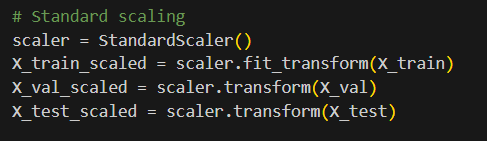 # Standard scaling
scaler = StandardScaler()
X_train_scaled = scaler.fit_transform(X_train)
X_val_scaled = scaler.transform(X_val)
X_test_scaled = scaler.transform(X_test)